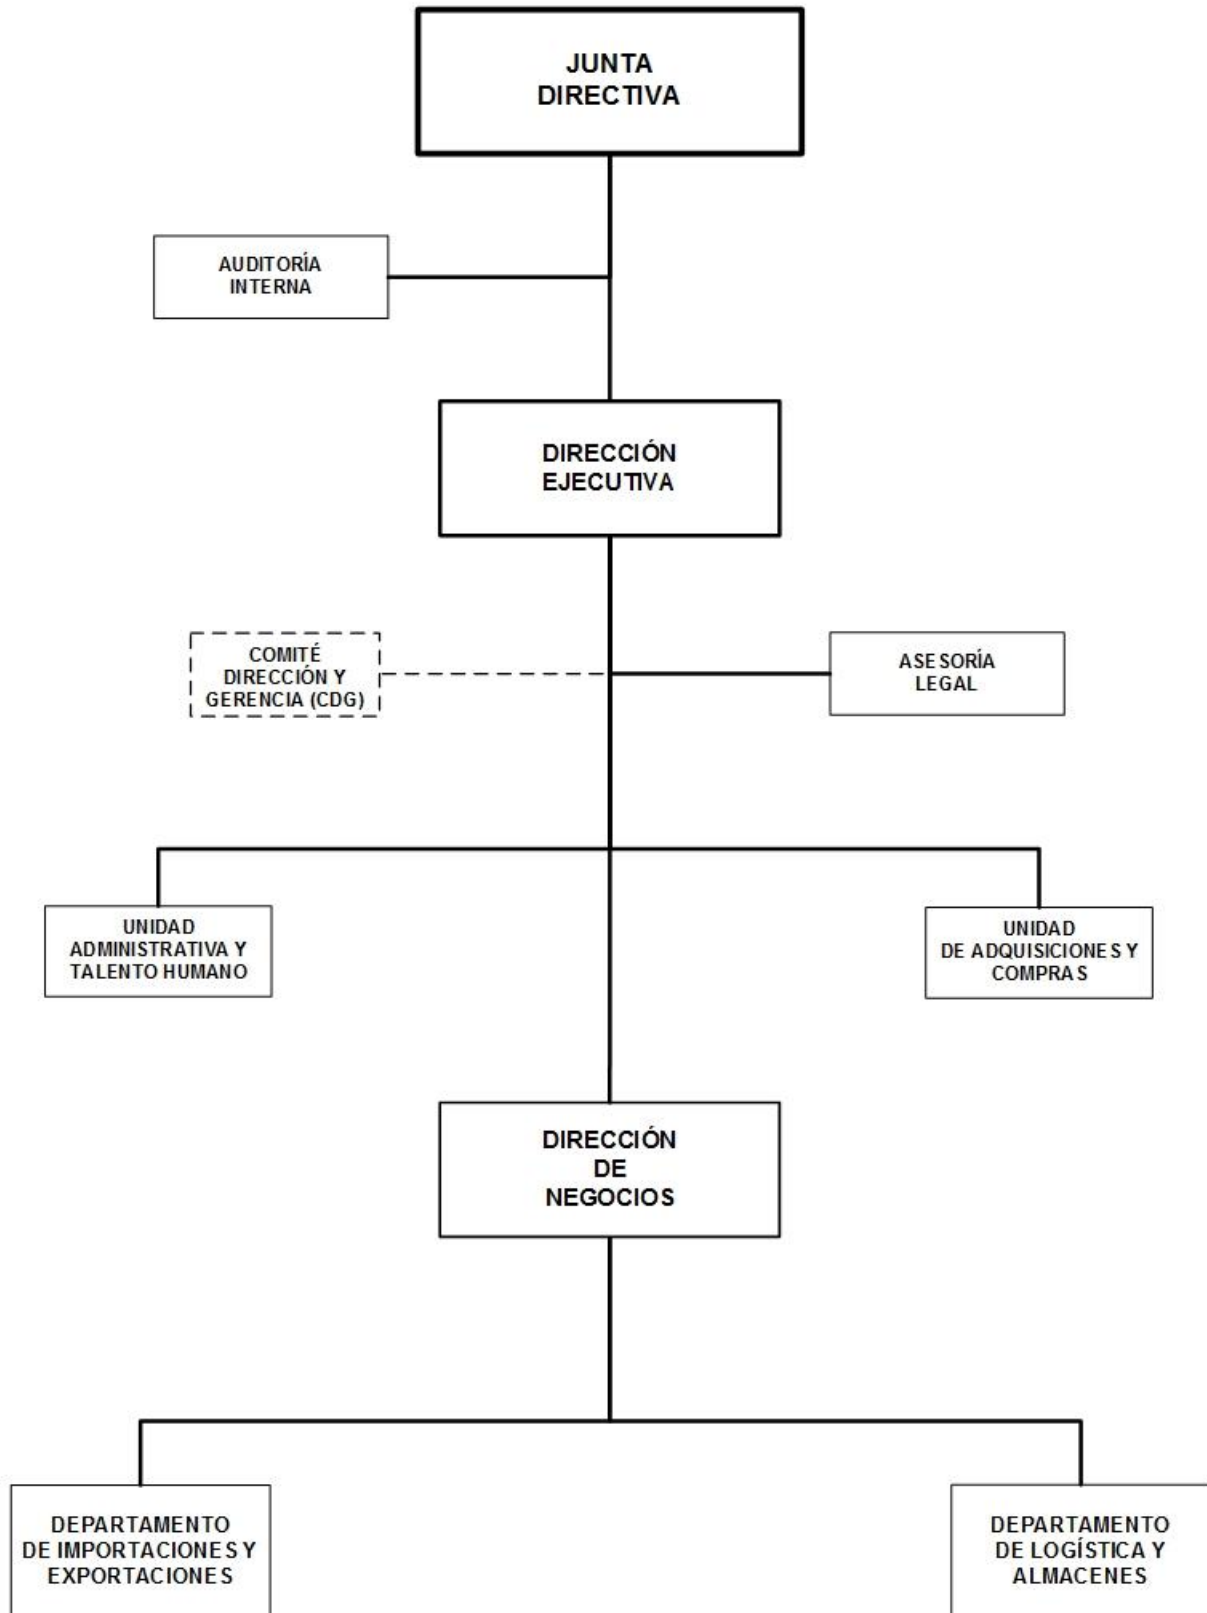 JUNTA
DIRECTIVA
AUDITORÍA
INTERNA
DIRECCIÓN
EJECUTIVA
COMITÉ
DIRECCIÓN Y
GERENCIA (CDG)
ASESORÍA
LEGAL
UNIDAD
ADMINISTRATIVA Y
TALENTO HUMANO
UNIDAD
DE ADQUISICIONES Y
COMPRAS
DIRECCIÓN
DE
NEGOCIOS
DEPARTAMENTO
DE IMPORTACIONES Y
EXPORTACIONES
DEPARTAMENTO
DE LOGÍSTICA Y
ALMACENES